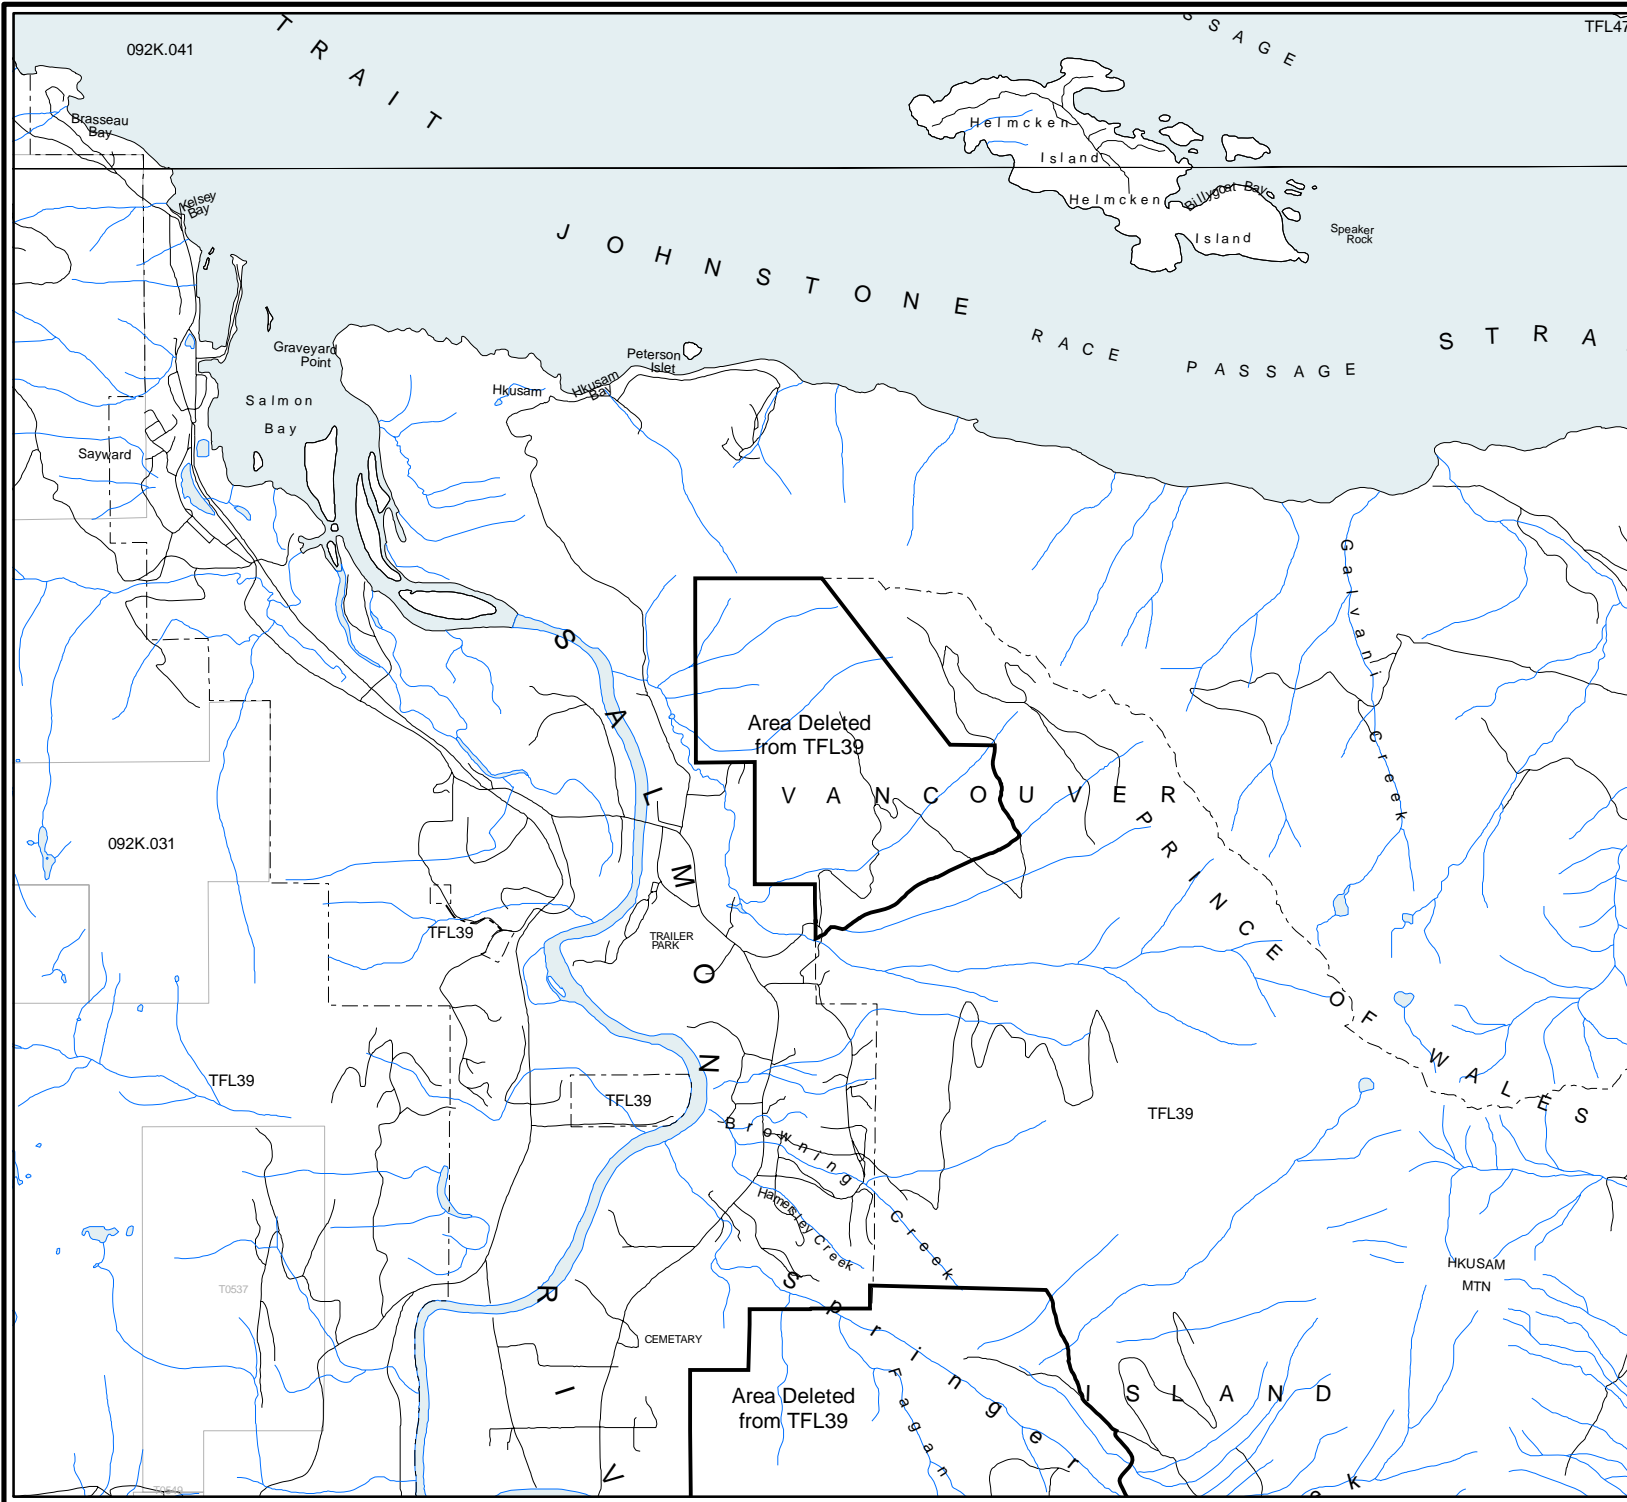 TRAIT
SSAGE
TFL47
092K.041
Brasseau
Bay
Helmcken
Island
Kelsey
Bay
Helmcken
Island
Billygoat Bay
Speaker
Rock
JOHNSTONE STRA
RACE PASSAGE
Graveyard
Point
Peterson
Islet
Hkusam
Hkusam
Bay
Salmon
Bay
Sayward
Galvani Creek
SALMON RIV
Area Deleted
from TFL39
VANCOUVER
092K.031
PRINCE OF WALES
TFL39
TRAILER
PARK
TFL39
TFL39
TFL39
Browning Creek
Hamersley Creek
T0537
HKUSAM
MTN
Springer
CEMETARY
Fagan
Area Deleted
from TFL39
ISLAND